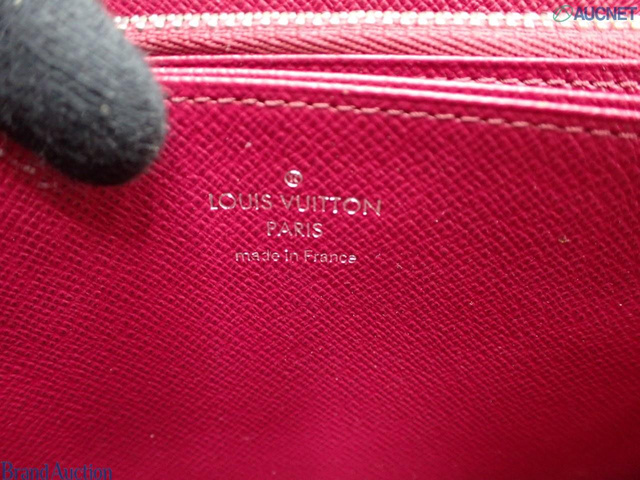 AUCNET
®
LOUIS VUITTON
PARIS
made in France
Brand Auction